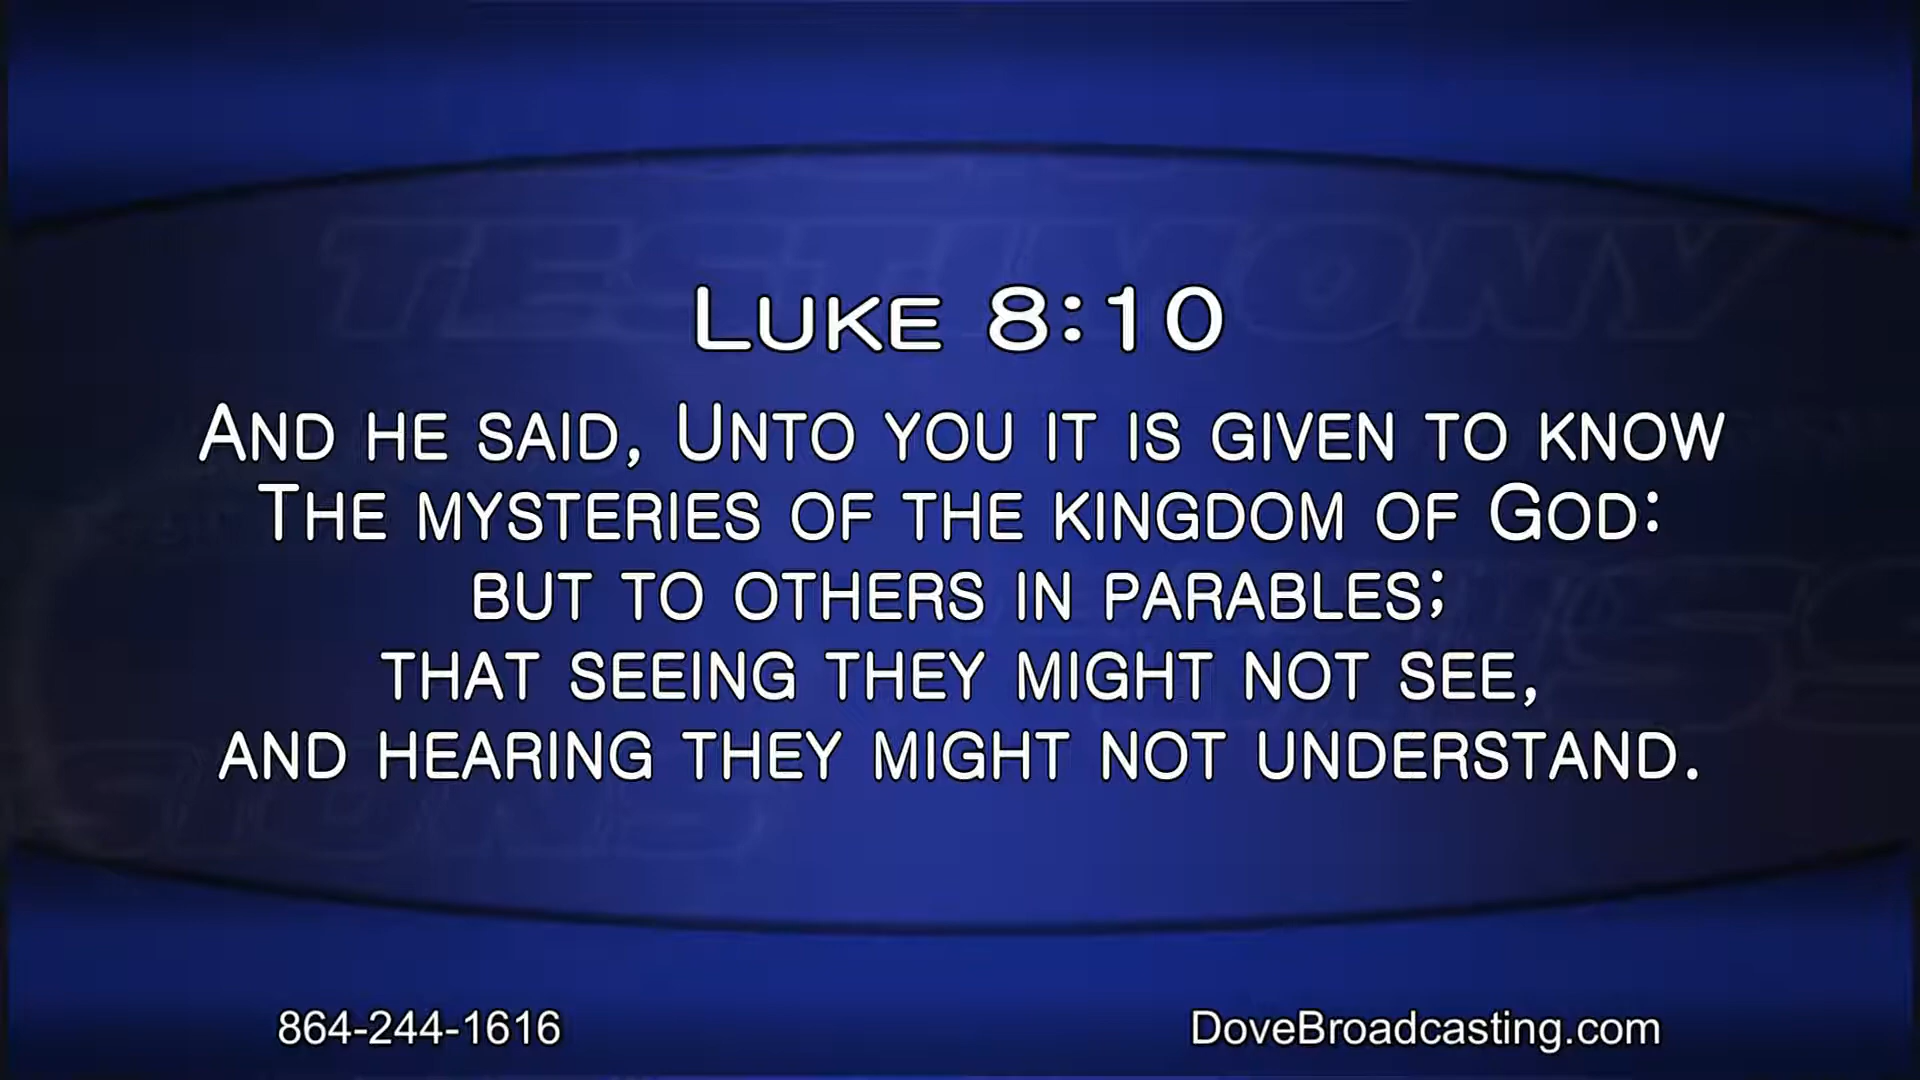 Luke 8:10
And he said, Unto you it is given to know
The mysteries of the kingdom of God:
but to others in parables;
that seeing they might not see,
and hearing they might not understand.
864-244-1616
DoveBroadcasting.com